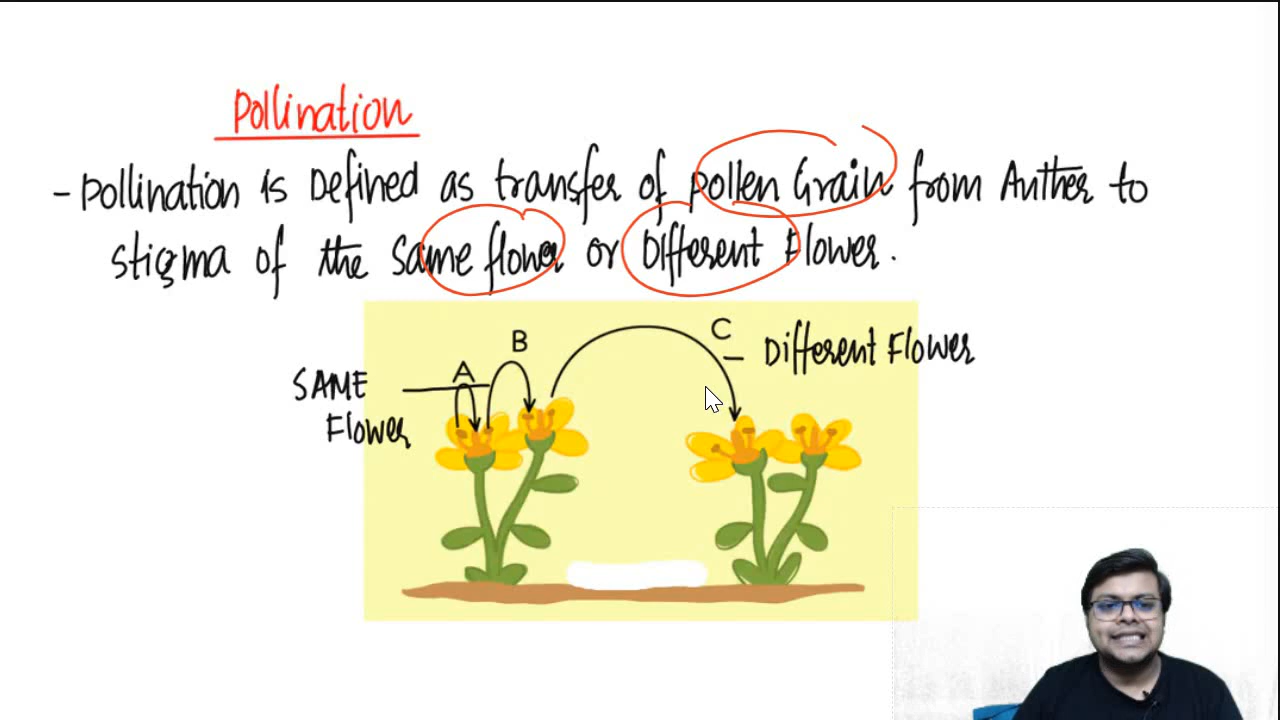 Pollination
- Pollination is Defined as transfer of pollen Grain from Anther to
stigma of the same flower or Different Flower.
A
B
C
- Different Flower
SAME
Flower